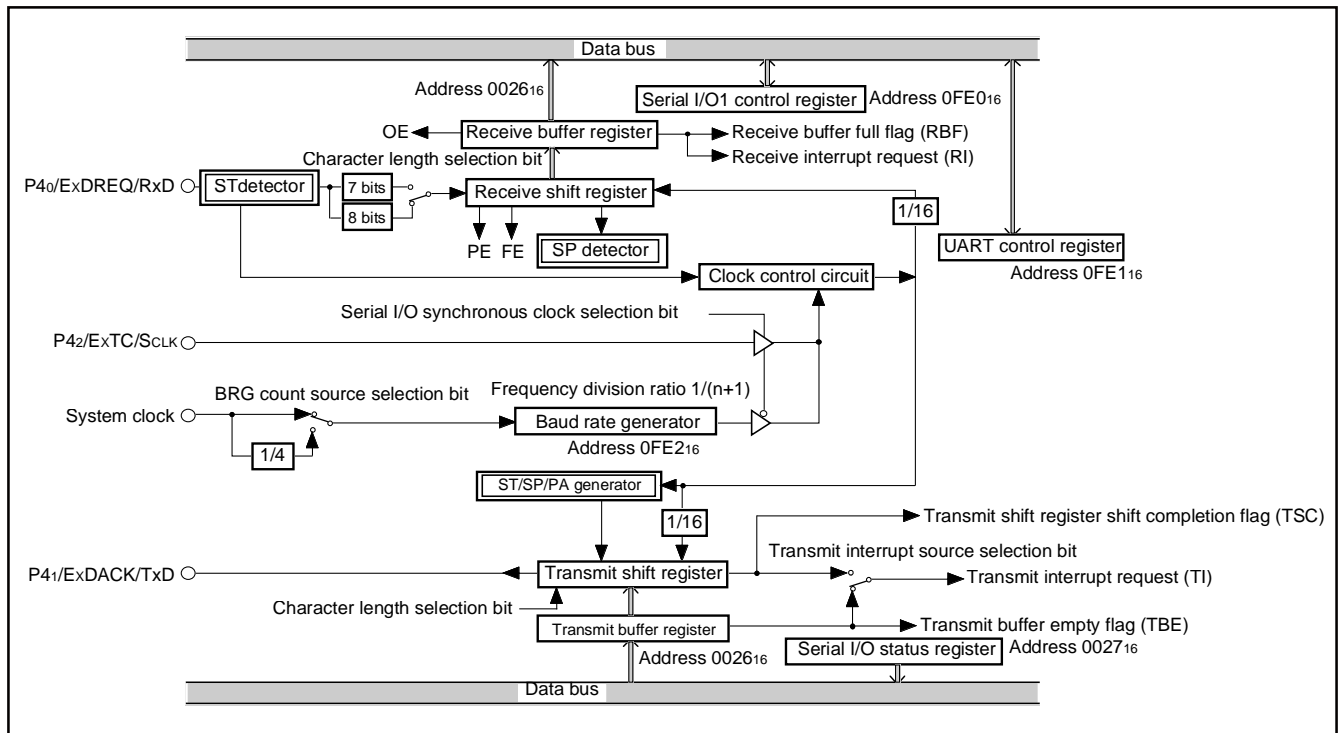 Data bus
Address 002616
Serial I/O1 control register
Address 0FE016
OE
Receive buffer register
Receive buffer full flag (RBF)
Receive interrupt request (RI)
Character length selection bit
P40/EXDREQ/RxD
STdetector
7 bits
8 bits
Receive shift register
1/16
PE
FE
SP detector
UART control register
Address 0FE116
Clock control circuit
Serial I/O synchronous clock selection bit
P42/EXTC/SCLK
BRG count source selection bit
Frequency division ratio 1/(n+1)
System clock
Baud rate generator
1/4
Address 0FE216
ST/SP/PA generator
1/16
Transmit shift register shift completion flag (TSC)
Transmit interrupt source selection bit
P41/EXDACK/TxD
Transmit shift register
Transmit interrupt request (TI)
Character length selection bit
Transmit buffer register
Transmit buffer empty flag (TBE)
Address 002616
Serial I/O status register
Address 002716
Data bus